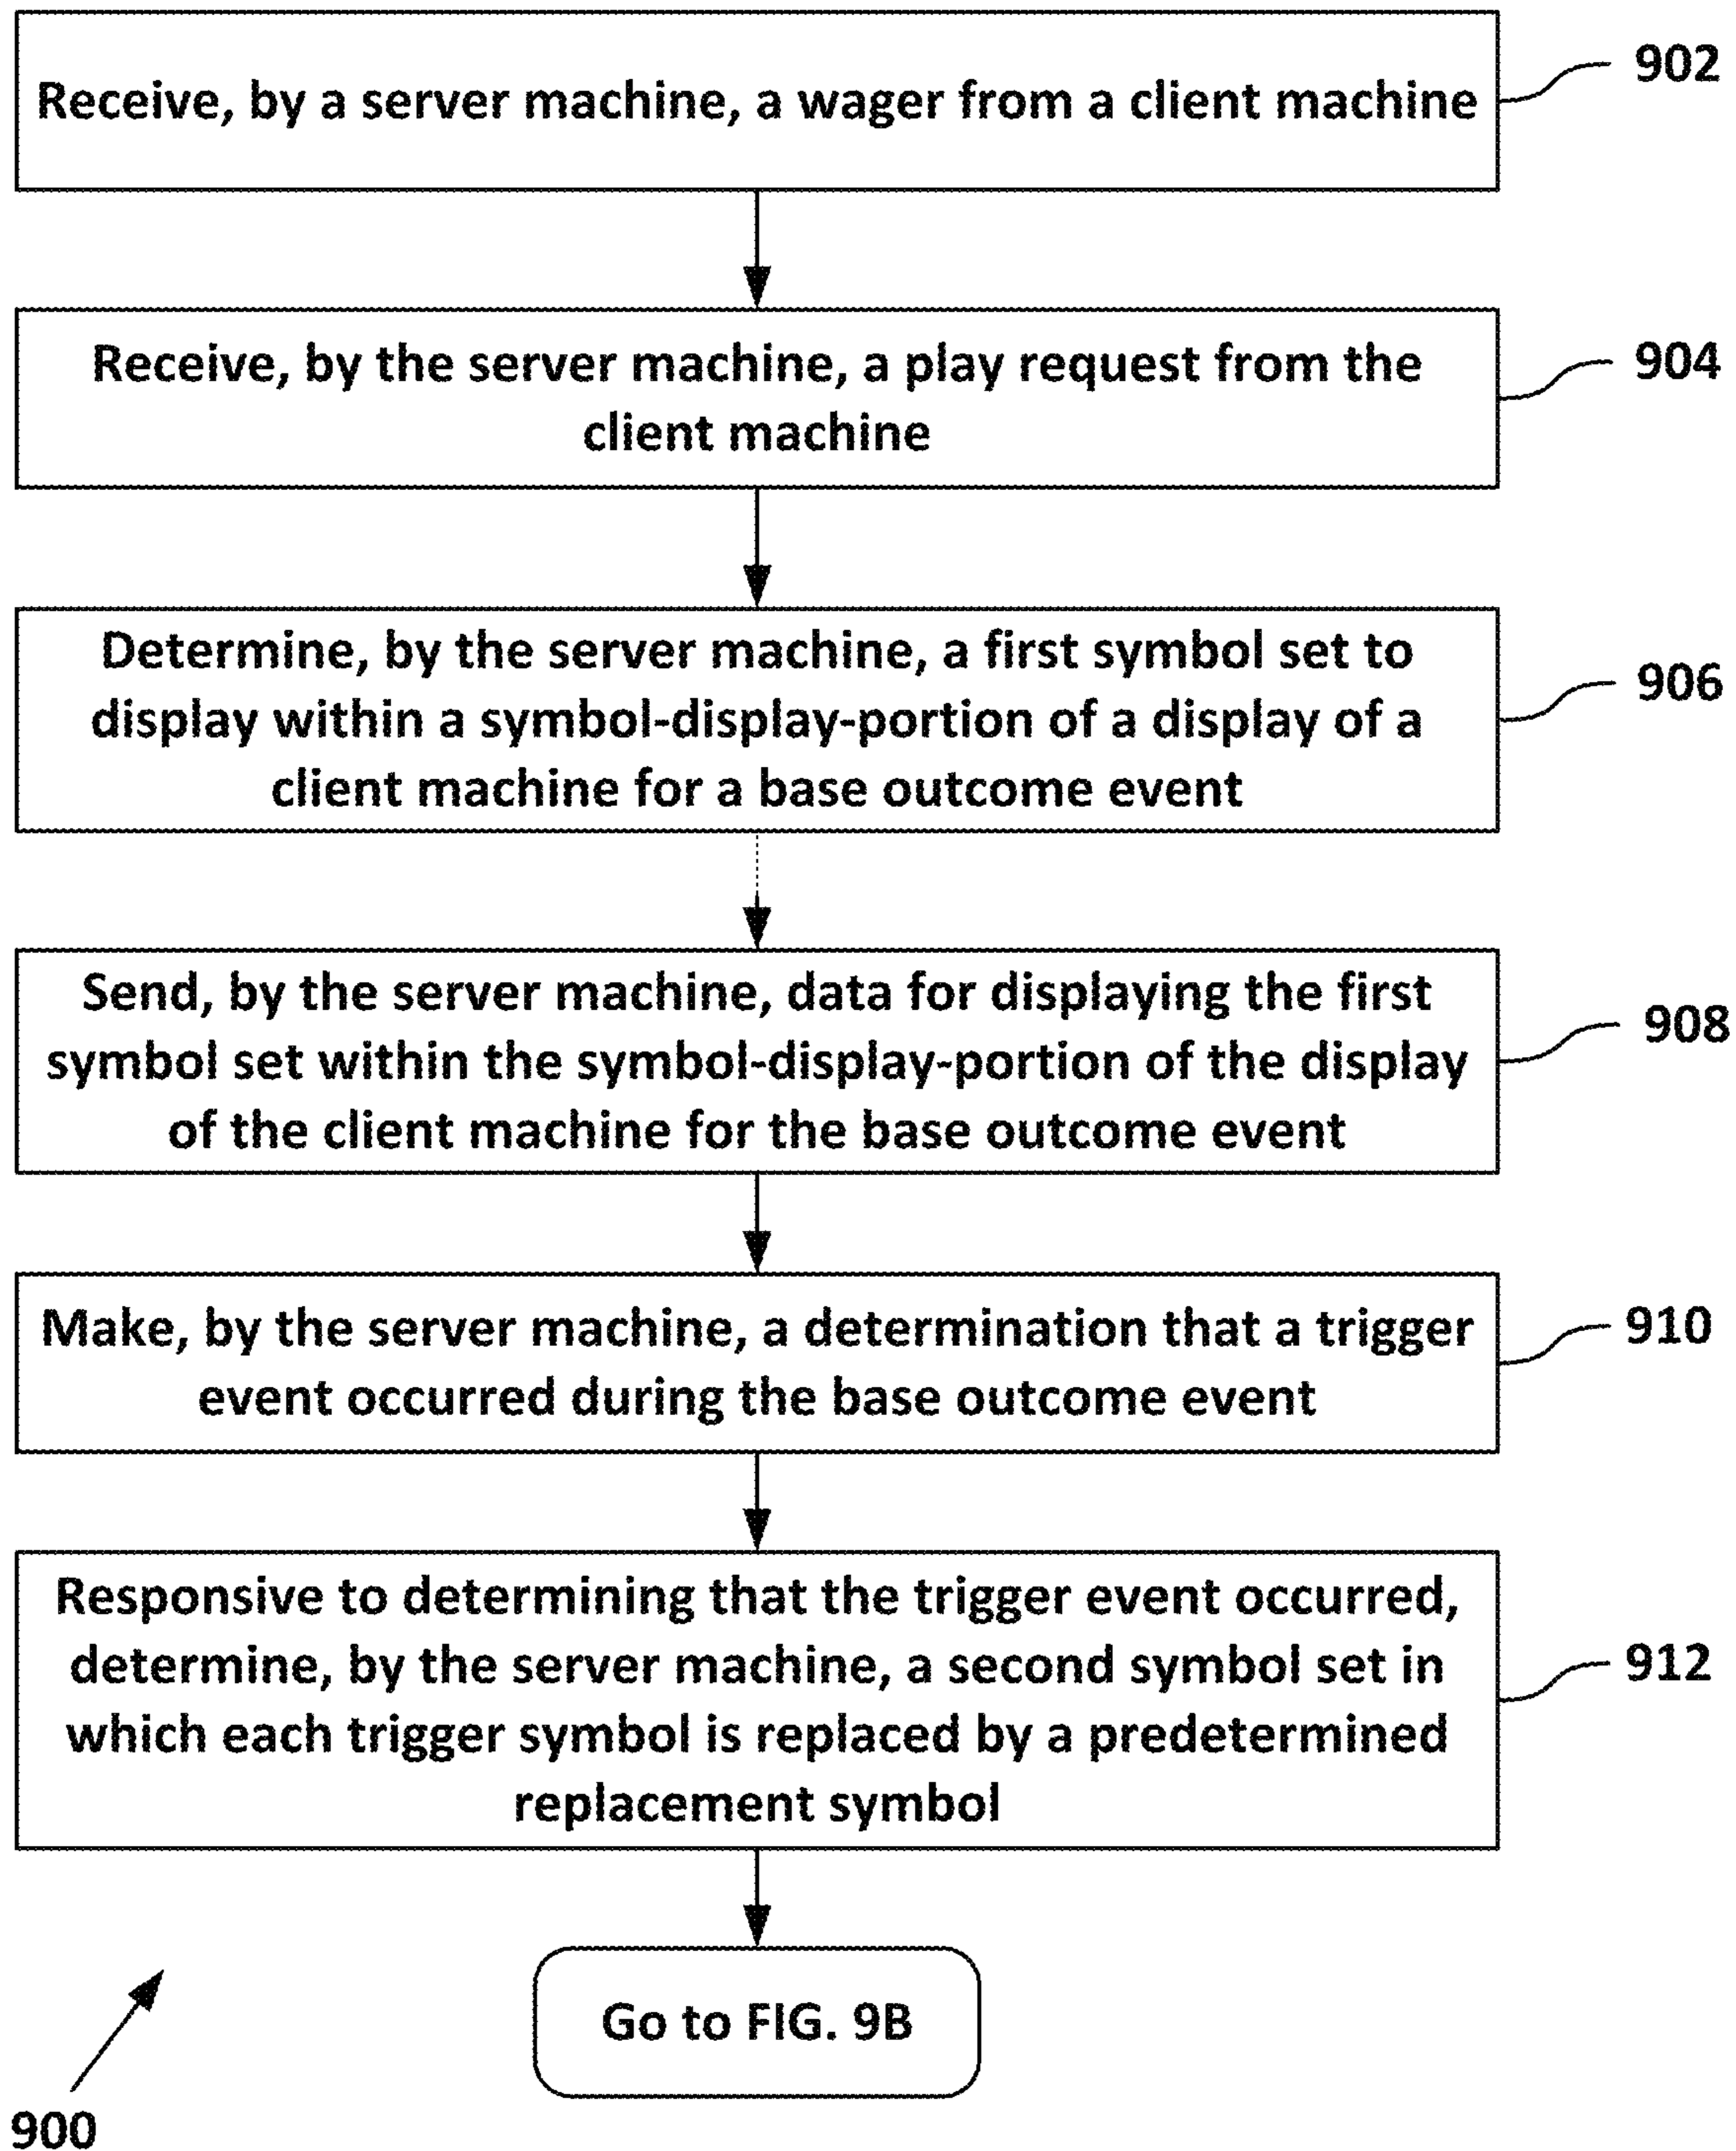 Receive, by a server machine, a wager from a client machine
902
Receive, by the server machine, a play request from the
client machine
904
Determine, by the server machine, a first symbol set to
display within a symbol-display-portion of a display of a
client machine for a base outcome event
906
Send, by the server machine, data for displaying the first
symbol set within the symbol-display-portion of the display
of the client machine for the base outcome event
908
Make, by the server machine, a determination that a trigger
event occurred during the base outcome event
910
Responsive to determining that the trigger event occurred,
determine, by the server machine, a second symbol set in
which each trigger symbol is replaced by a predetermined
replacement symbol
912
Go to FIG. 9B
900